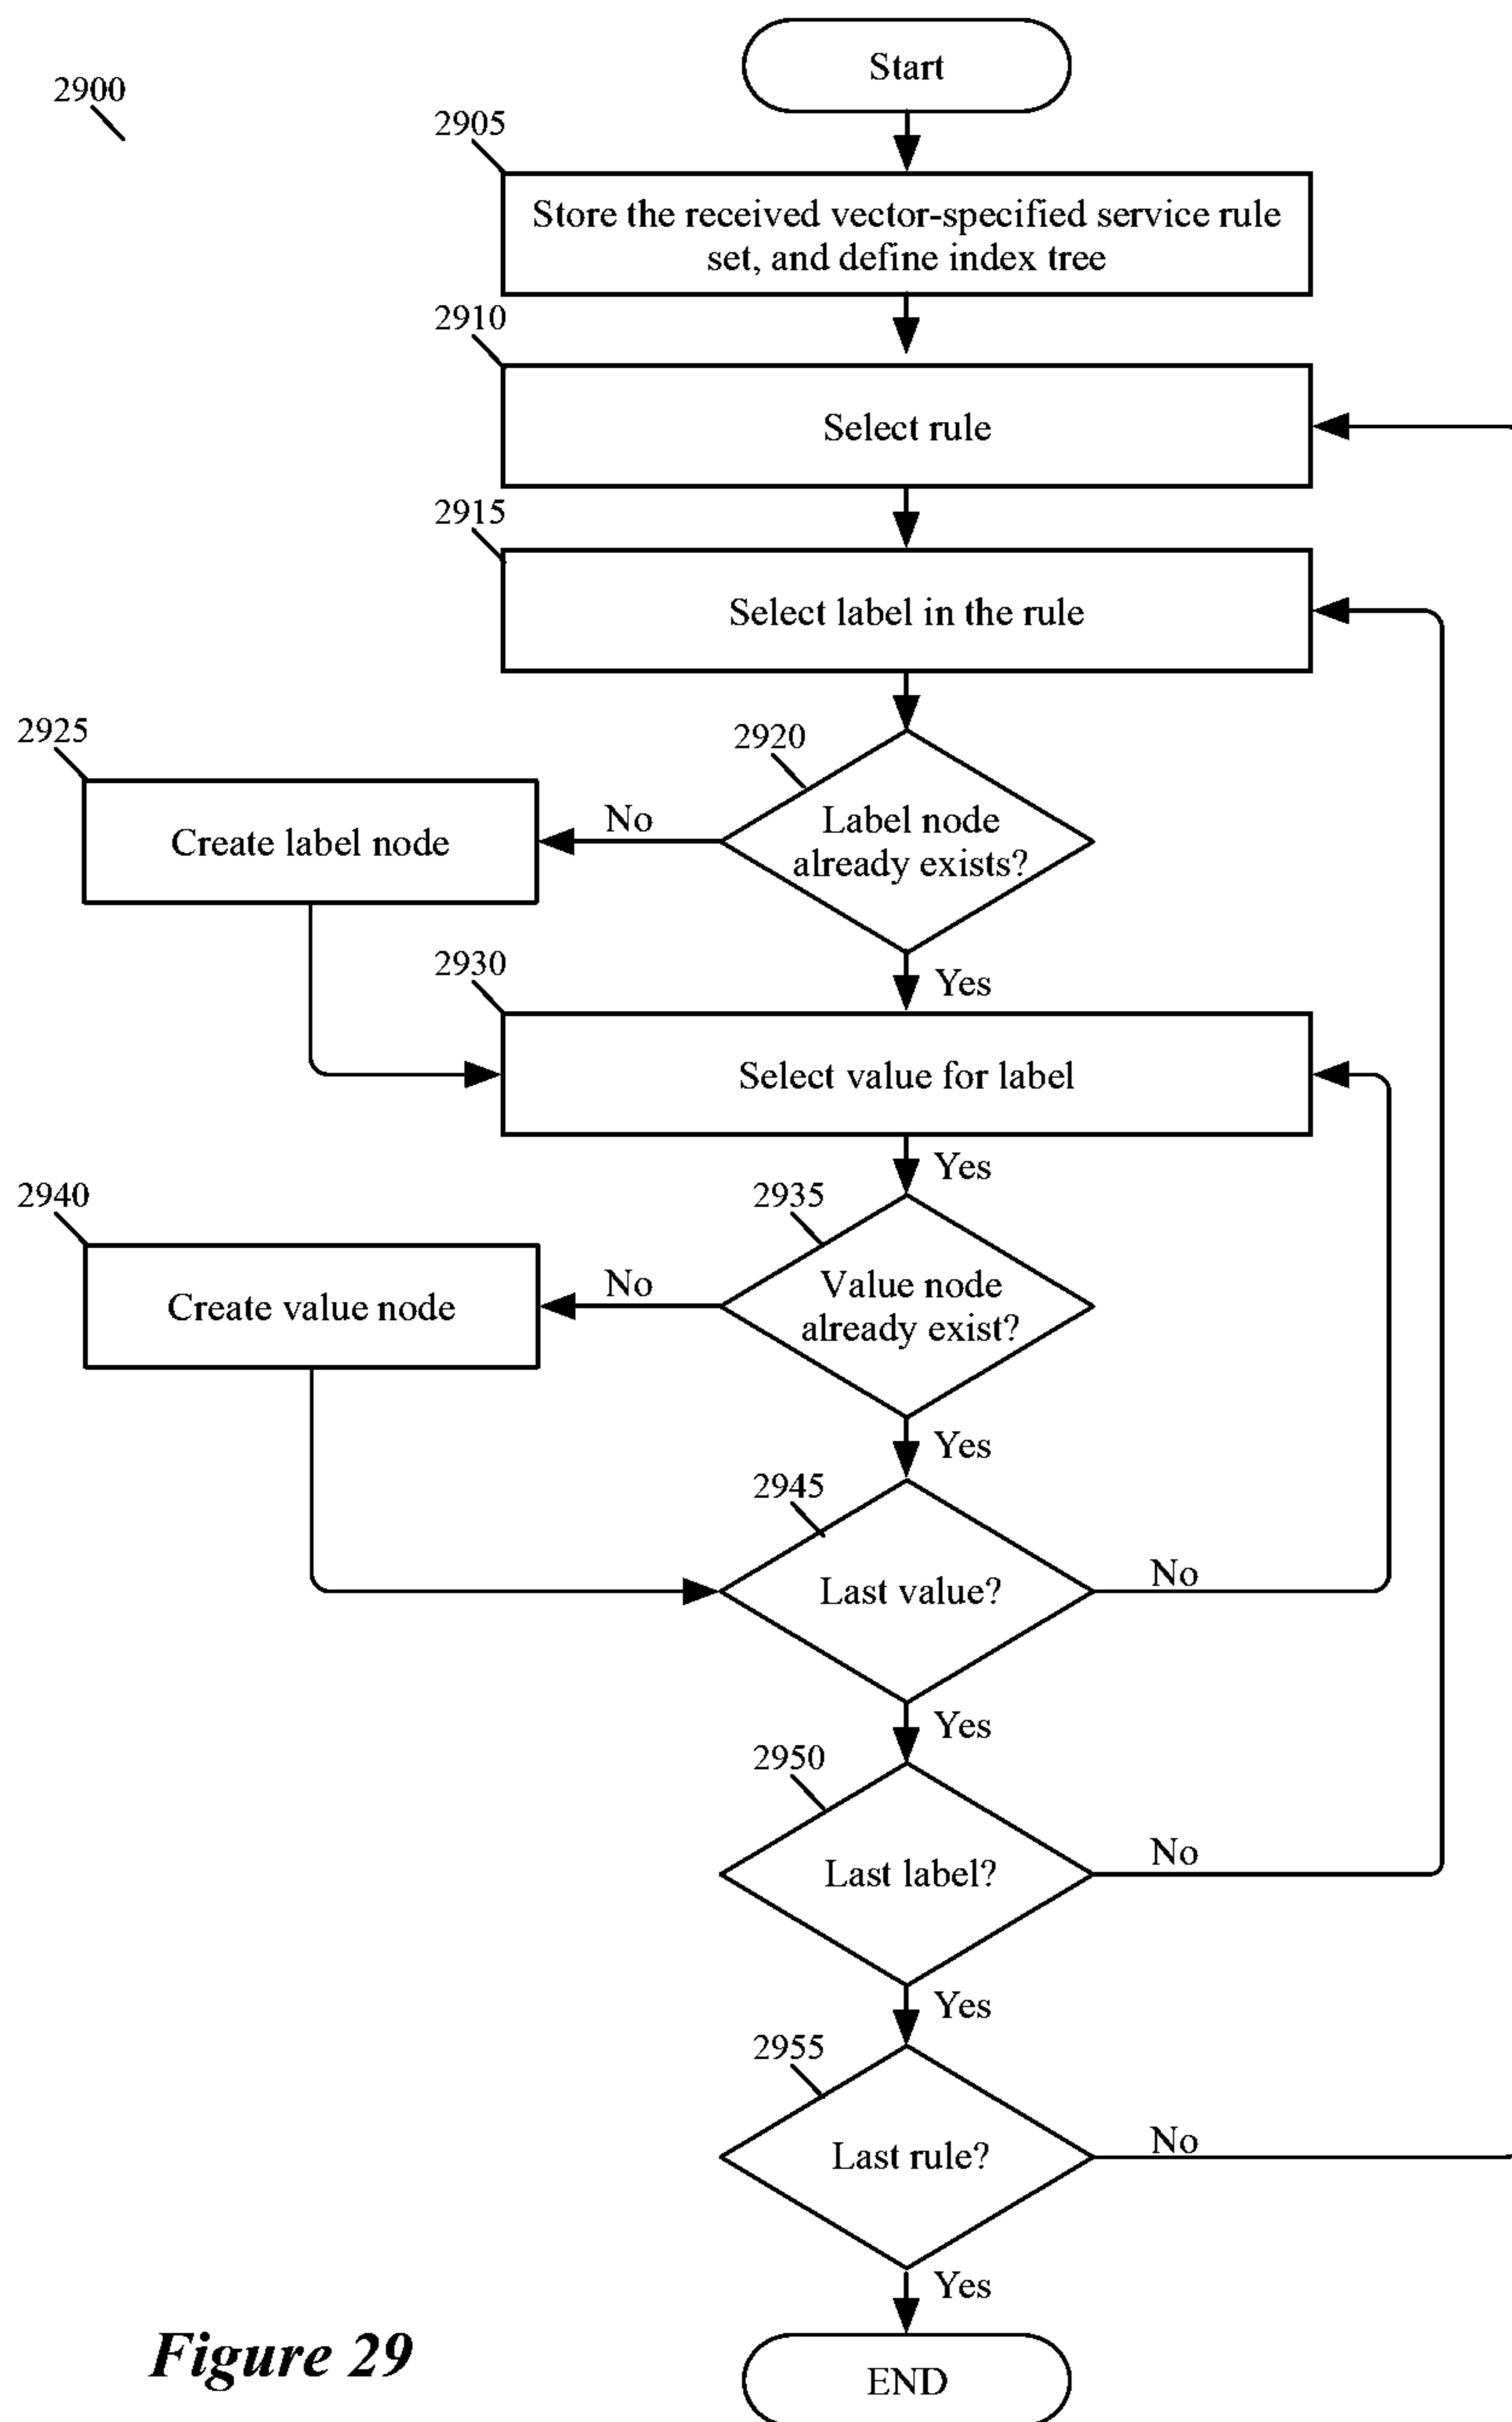 Start
2900
2905
Store the received vector-specified service rule
set, and define index tree
2910
Select rule
2915
Select label in the rule
2925
2920
Create label node
No
Label node
already exists?
2930
Yes
Select value for label
Yes
2940
2935
Create value node
No
Value node
already exist?
Yes
2945
Last value?
No
Yes
2950
Last label?
No
Yes
2955
Last rule?
No
Yes
Figure 29
END